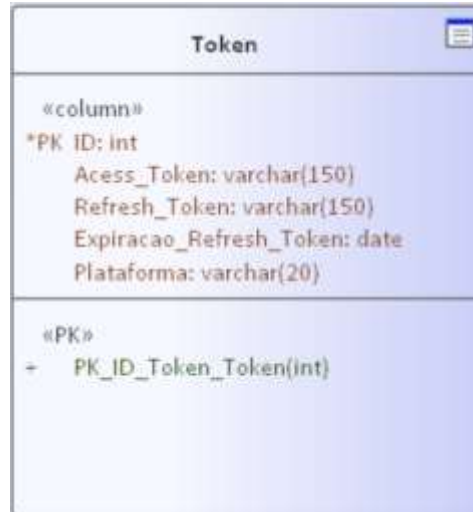 Token
«column»
*PK ID: int
Acess_Token: varchar(150)
Refresh_Token: varchar(150)
Expiracao_Refresh_Token: date
Plataforma: varchar(20)
«PK»
+ PK_ID_Token_Token(int)